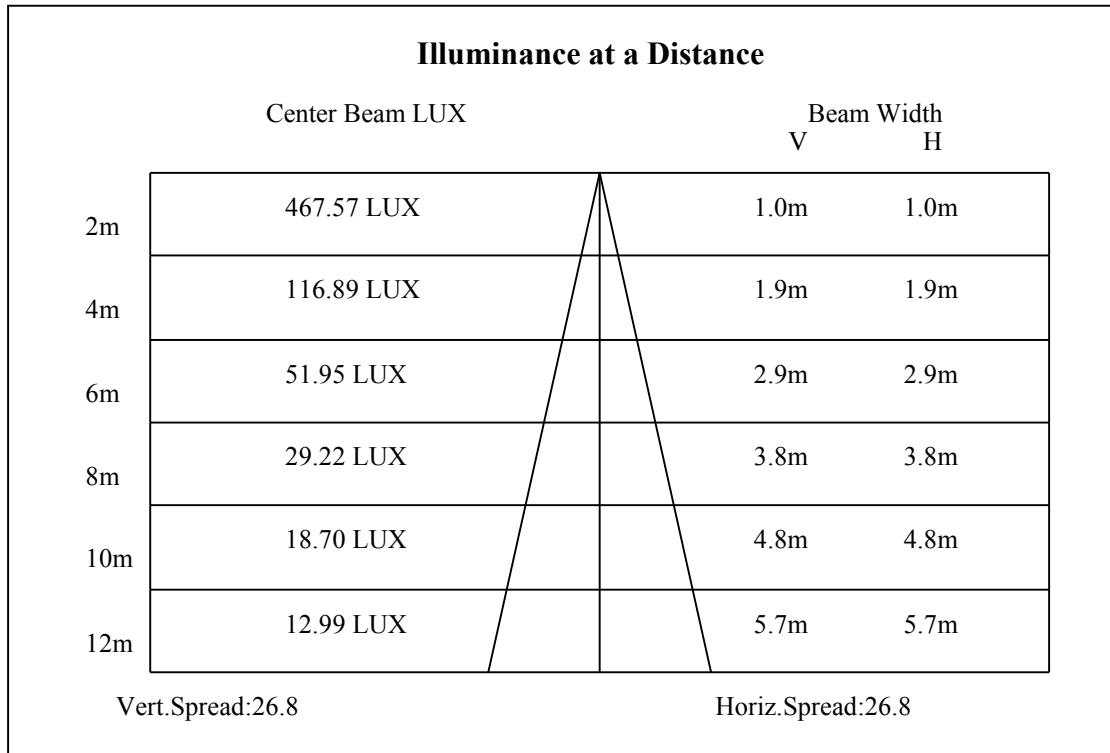 Illuminance at a Distance
Center Beam LUX Beam Width
V H
2m 467.57 LUX 1.0m 1.0m
4m 116.89 LUX 1.9m 1.9m
6m 51.95 LUX 2.9m 2.9m
8m 29.22 LUX 3.8m 3.8m
10m 18.70 LUX 4.8m 4.8m
12m 12.99 LUX 5.7m 5.7m
Vert.Spread:26.8 Horiz.Spread:26.8